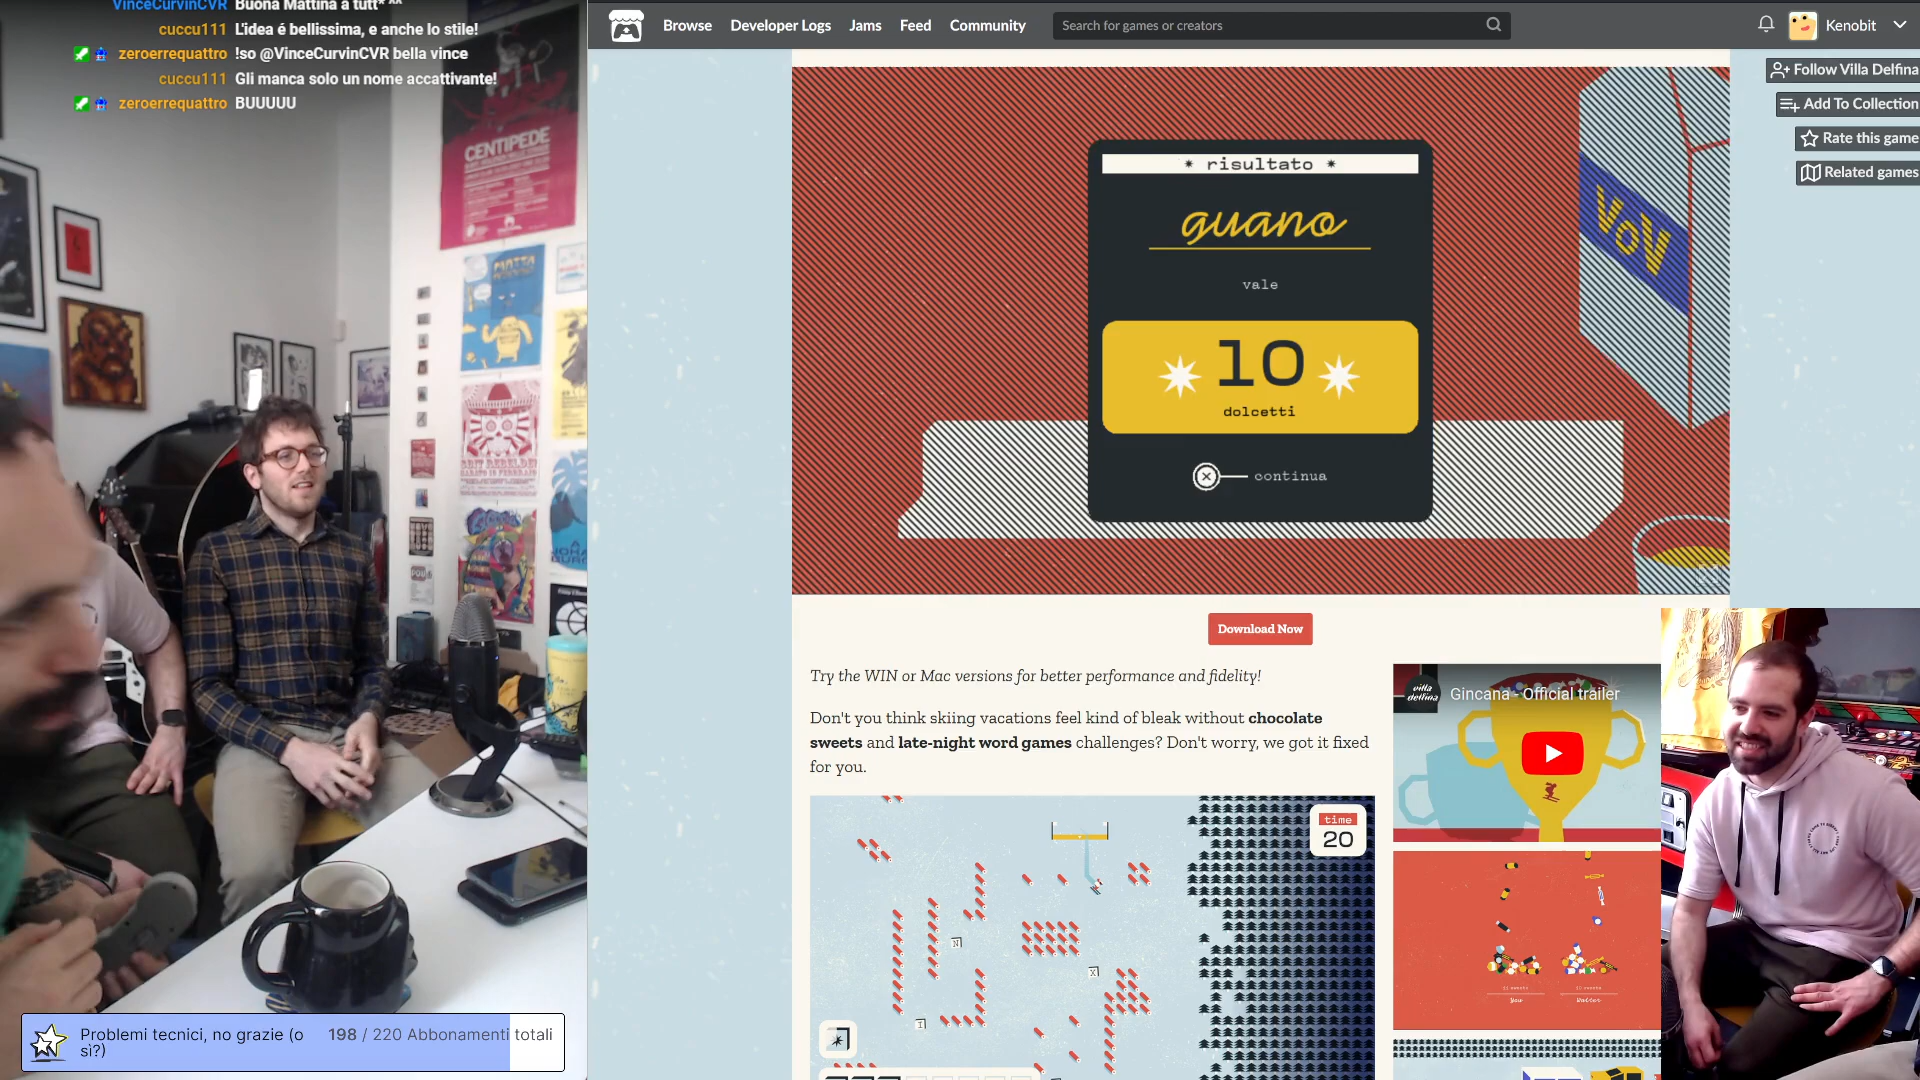 VinceCurvinCVR Buona Mattina a tutt* ^^
cuccu111 L'idea é bellissima, e anche lo stile!
zeroerrequattro !so @VinceCurvinCVR bella vince
cuccu111 Gli manca solo un nome accattivante!
zeroerrequattro BUUUUU
CENTIPEDE
Problemi tecnici, no grazie (o sì?)
198 / 220 Abbonamenti totali
Browse Developer Logs Jams Feed Community
Search for games or creators
Kenobit
Follow Villa Delfina
Add To Collection
Rate this game
Related games
* risultato *
guano
vale
10
dolcetti
continua
VOV
Download Now
Try the WIN or Mac versions for better performance and fidelity!
Don't you think skiing vacations feel kind of bleak without chocolate
sweets and late-night word games challenges? Don't worry, we got it fixed
for you.
time
20
N
X
I
villa delfina
Gincana - Official trailer